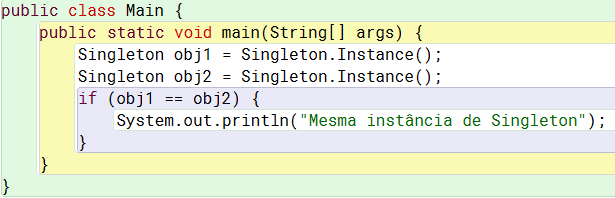 public class Main {
public static void main(String[] args) {
Singleton obj1 = Singleton.Instance();
Singleton obj2 = Singleton.Instance();
if (obj1 == obj2) {
System.out.println("Mesma instância de Singleton");
}
}
}